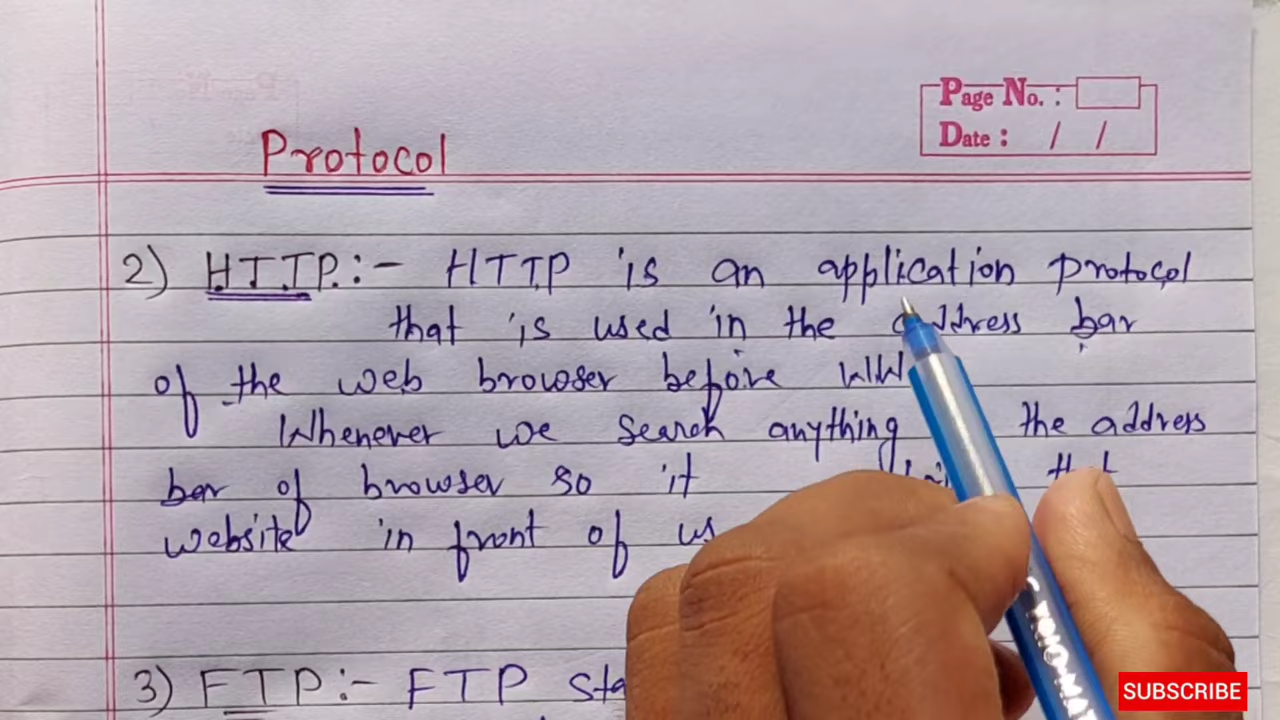 Page No. :
Date : / /
Protocol
2) HTTP:- HTTP is an application protocol
that is used in the address bar
of the web browser before
Whenever we search anything the address
bar of browser so it
website in front of us
3) FTP:- FTP
SUBSCRIBE